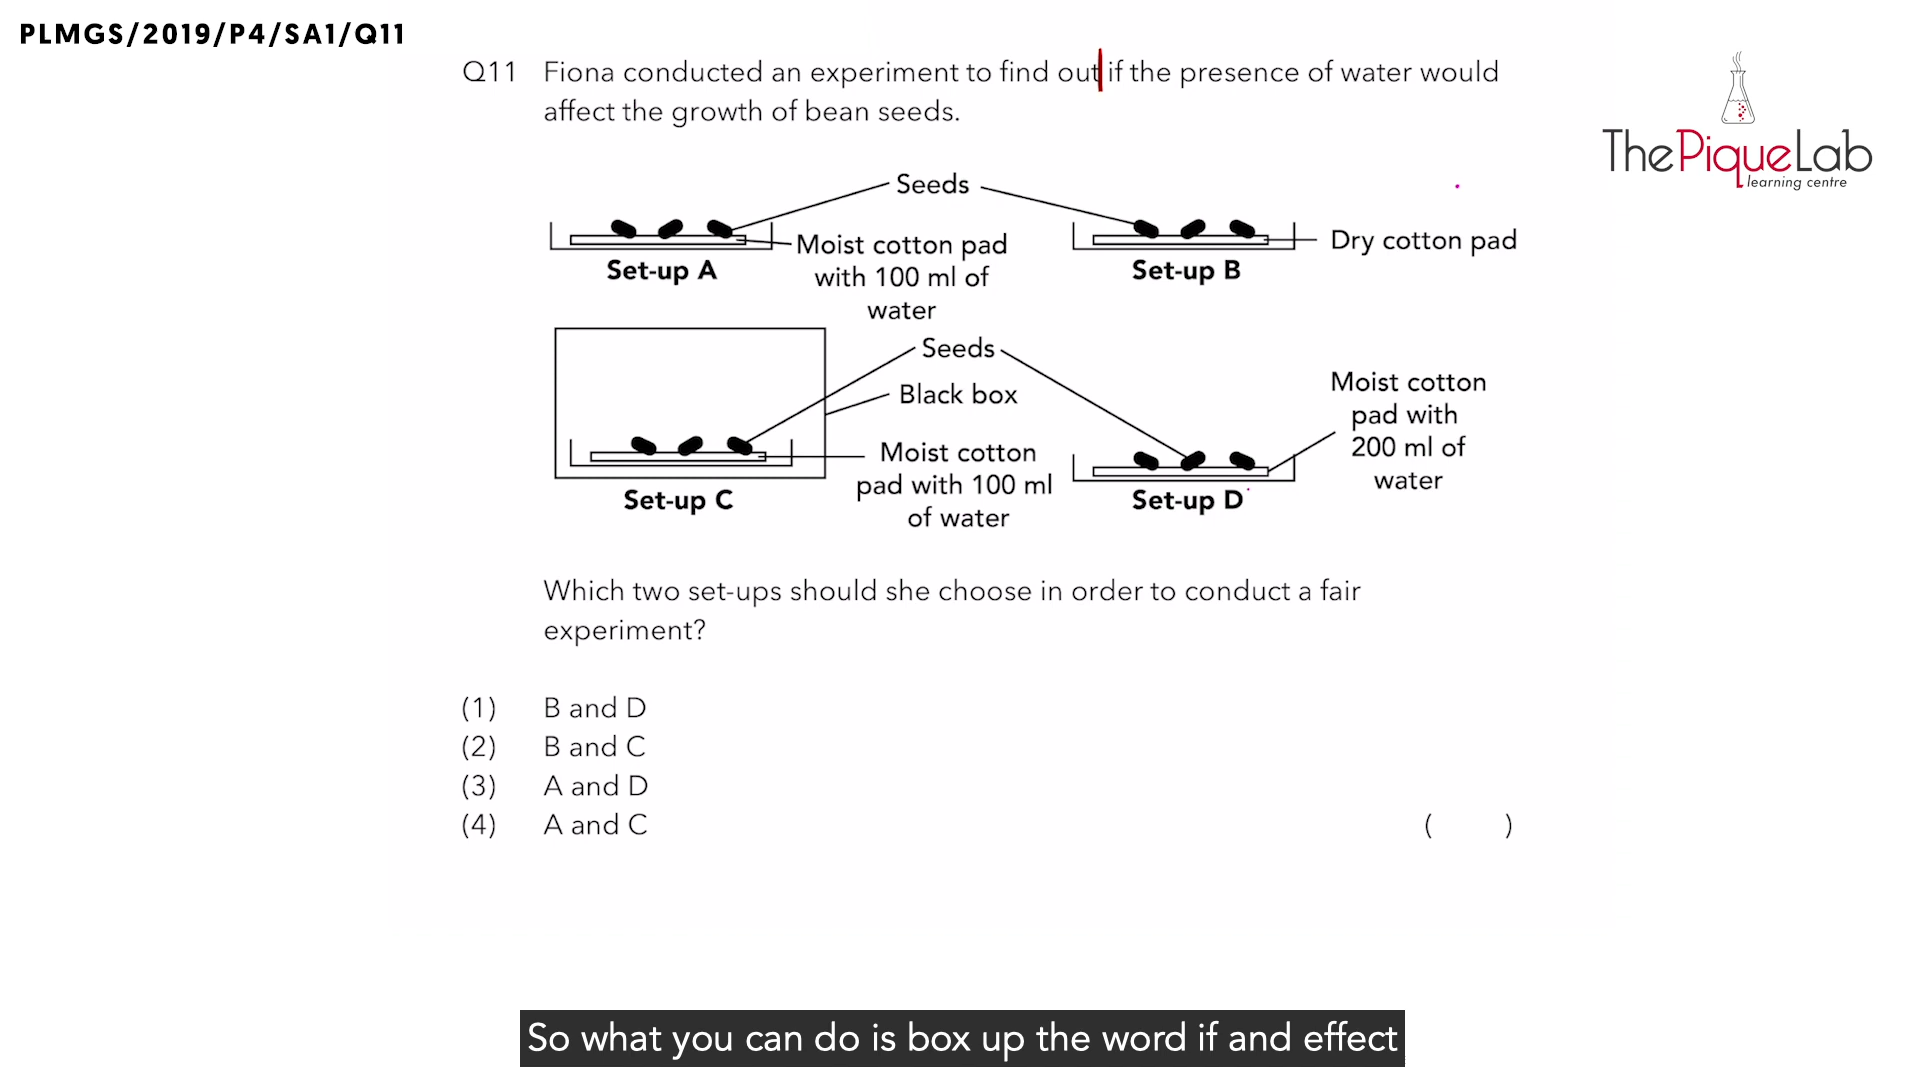 PLMGS/2019/P4/SA1/Q11
Q11 Fiona conducted an experiment to find out if the presence of water would
affect the growth of bean seeds.
ThePiqueLab
learning centre
Seeds
Moist cotton pad
with 100 ml of
water
Set-up A
Dry cotton pad
Set-up B
Seeds
Black box
Moist cotton
pad with 100 ml
of water
Set-up C
Moist cotton
pad with
200 ml of
water
Set-up D
Which two set-ups should she choose in order to conduct a fair
experiment?
(1) B and D
(2) B and C
(3) A and D
(4) A and C ( )
So what you can do is box up the word if and effect